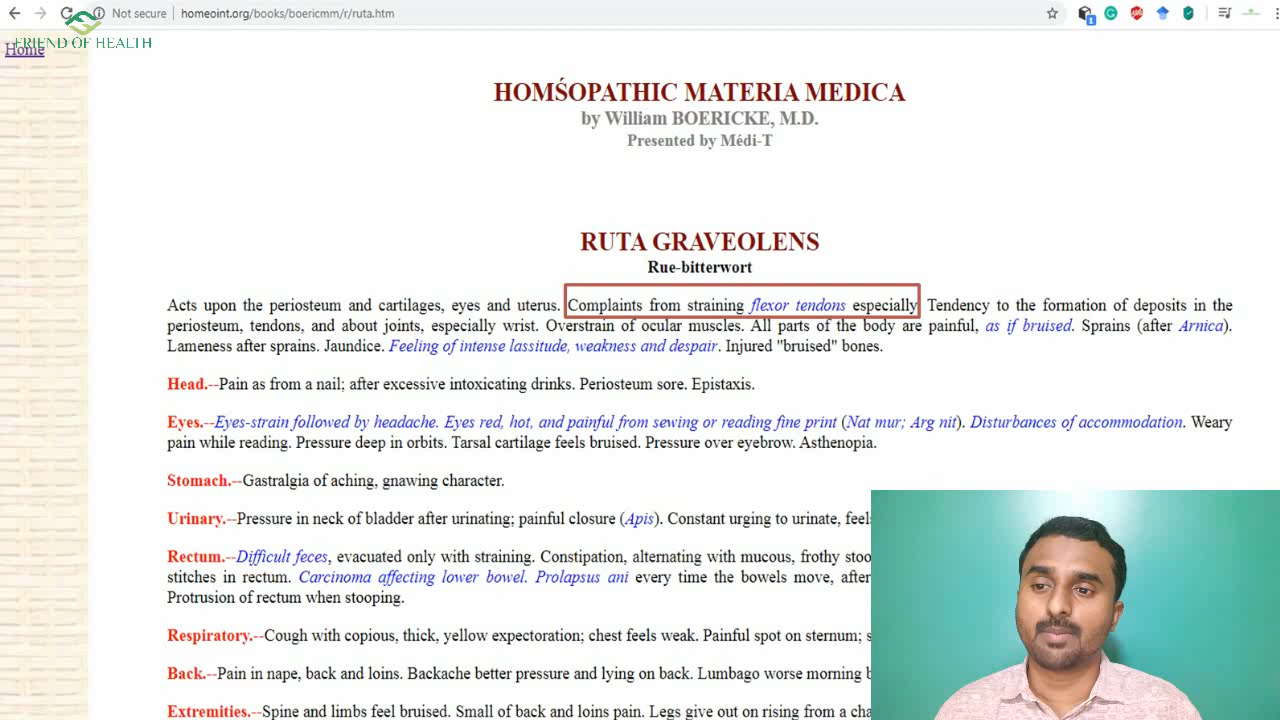 Not secure | homeoint.org/books/boericmm/r/ruta.htm
FRIEND OF HEALTH
Home
HOMŚOPATHIC MATERIA MEDICA
by William BOERICKE, M.D.
Presented by Médi-T
RUTA GRAVEOLENS
Rue-bitterwort
Acts upon the periosteum and cartilages, eyes and uterus. Complaints from straining flexor tendons especially Tendency to the formation of deposits in the
periosteum, tendons, and about joints, especially wrist. Overstrain of ocular muscles. All parts of the body are painful, as if bruised. Sprains (after Arnica).
Lameness after sprains. Jaundice. Feeling of intense lassitude, weakness and despair. Injured "bruised" bones.
Head.--Pain as from a nail; after excessive intoxicating drinks. Periosteum sore. Epistaxis.
Eyes.--Eyes-strain followed by headache. Eyes red, hot, and painful from sewing or reading fine print (Nat mur; Arg nit). Disturbances of accommodation. Weary
pain while reading. Pressure deep in orbits. Tarsal cartilage feels bruised. Pressure over eyebrow. Asthenopia.
Stomach.--Gastralgia of aching, gnawing character.
Urinary.--Pressure in neck of bladder after urinating; painful closure (Apis). Constant urging to urinate, feels
Rectum.--Difficult feces, evacuated only with straining. Constipation, alternating with mucous, frothy stoo
stitches in rectum. Carcinoma affecting lower bowel. Prolapsus ani every time the bowels move, after
Protrusion of rectum when stooping.
Respiratory.--Cough with copious, thick, yellow expectoration; chest feels weak. Painful spot on sternum; s
Back.--Pain in nape, back and loins. Backache better pressure and lying on back. Lumbago worse morning b
Extremities.--Spine and limbs feel bruised. Small of back and loins pain. Legs give out on rising from a cha